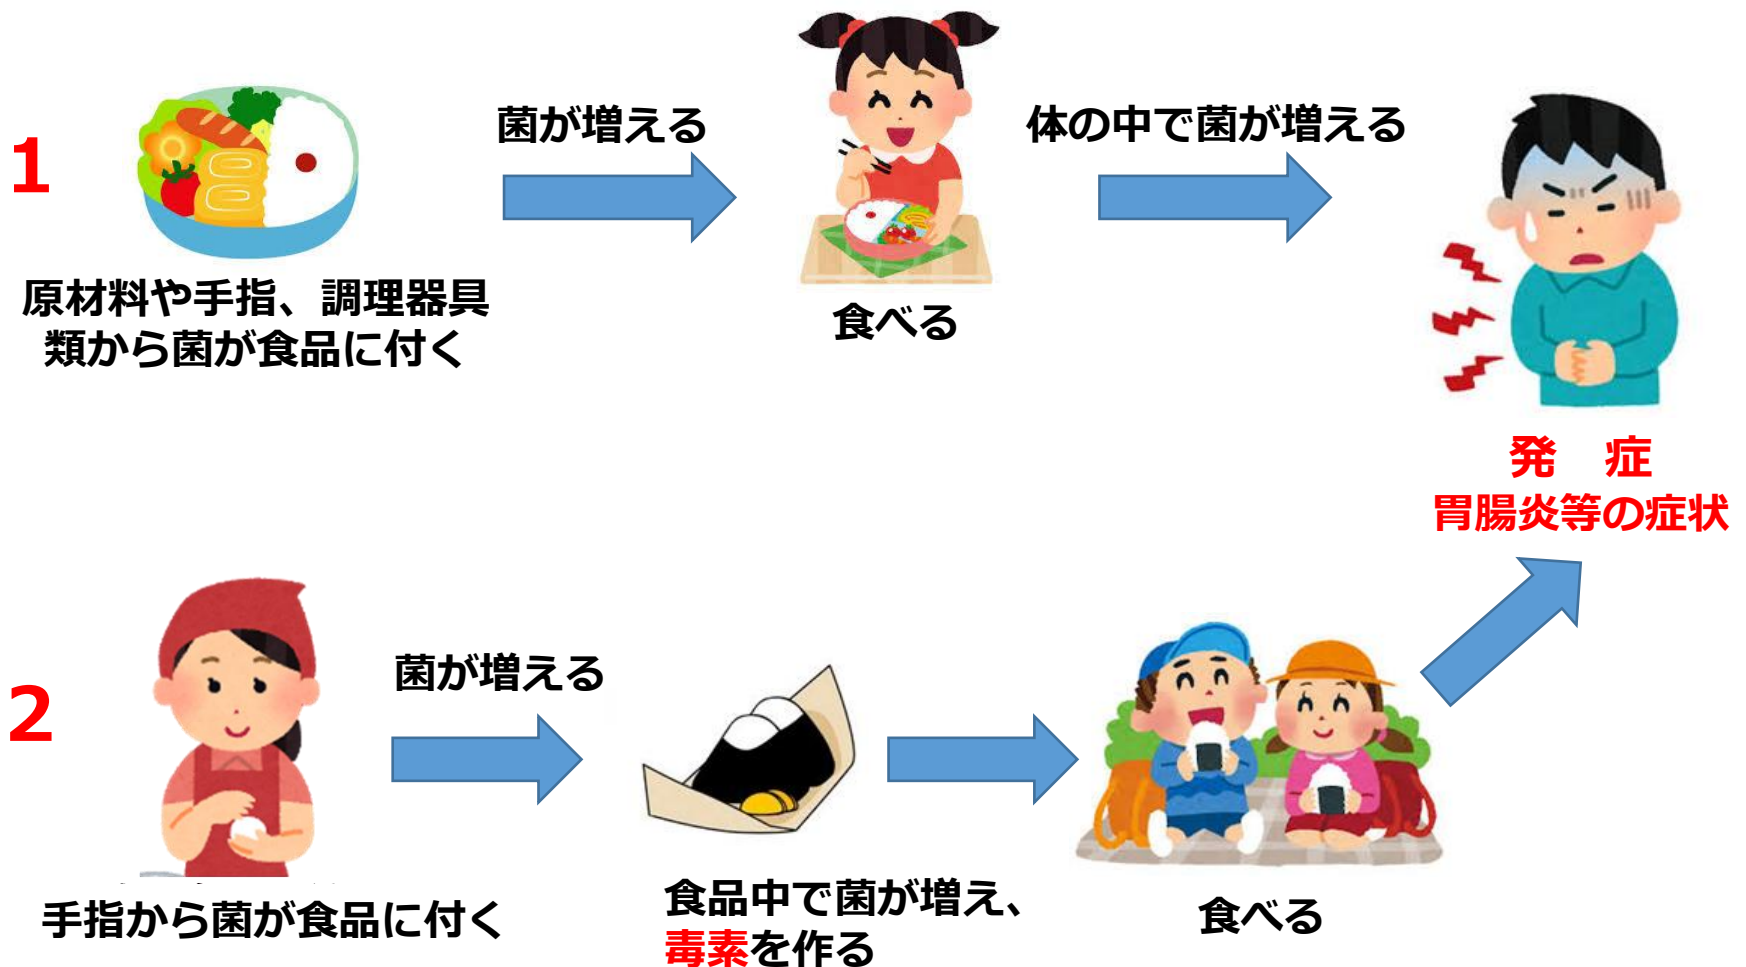 1
菌が増える
体の中で菌が増える
原材料や手指、調理器具
類から菌が食品に付く
食べる
発　症
胃腸炎等の症状
2
菌が増える
手指から菌が食品に付く
食品中で菌が増え、
毒素を作る
食べる